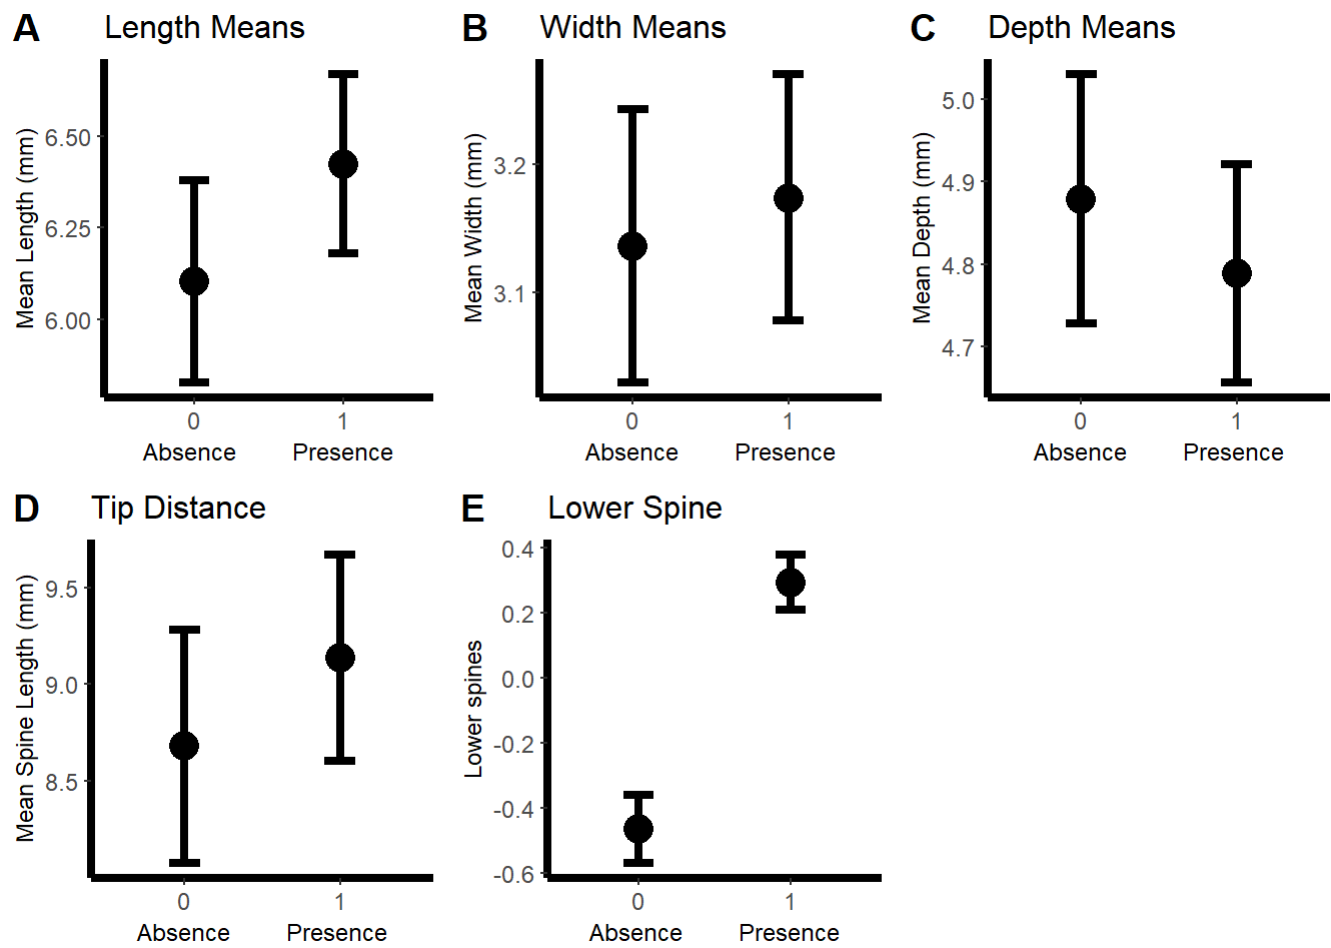 A Length Means
Mean Length (mm)
6.50
6.25
6.00
0 1
Absence Presence
B Width Means
Mean Width (mm)
3.2
3.1
0 1
Absence Presence
C Depth Means
Mean Depth (mm)
5.0
4.9
4.8
4.7
0 1
Absence Presence
D Tip Distance
Mean Spine Length (mm)
9.5
9.0
8.5
0 1
Absence Presence
E Lower Spine
Lower spines
0.4
0.2
0.0
-0.2
-0.4
-0.6
0 1
Absence Presence